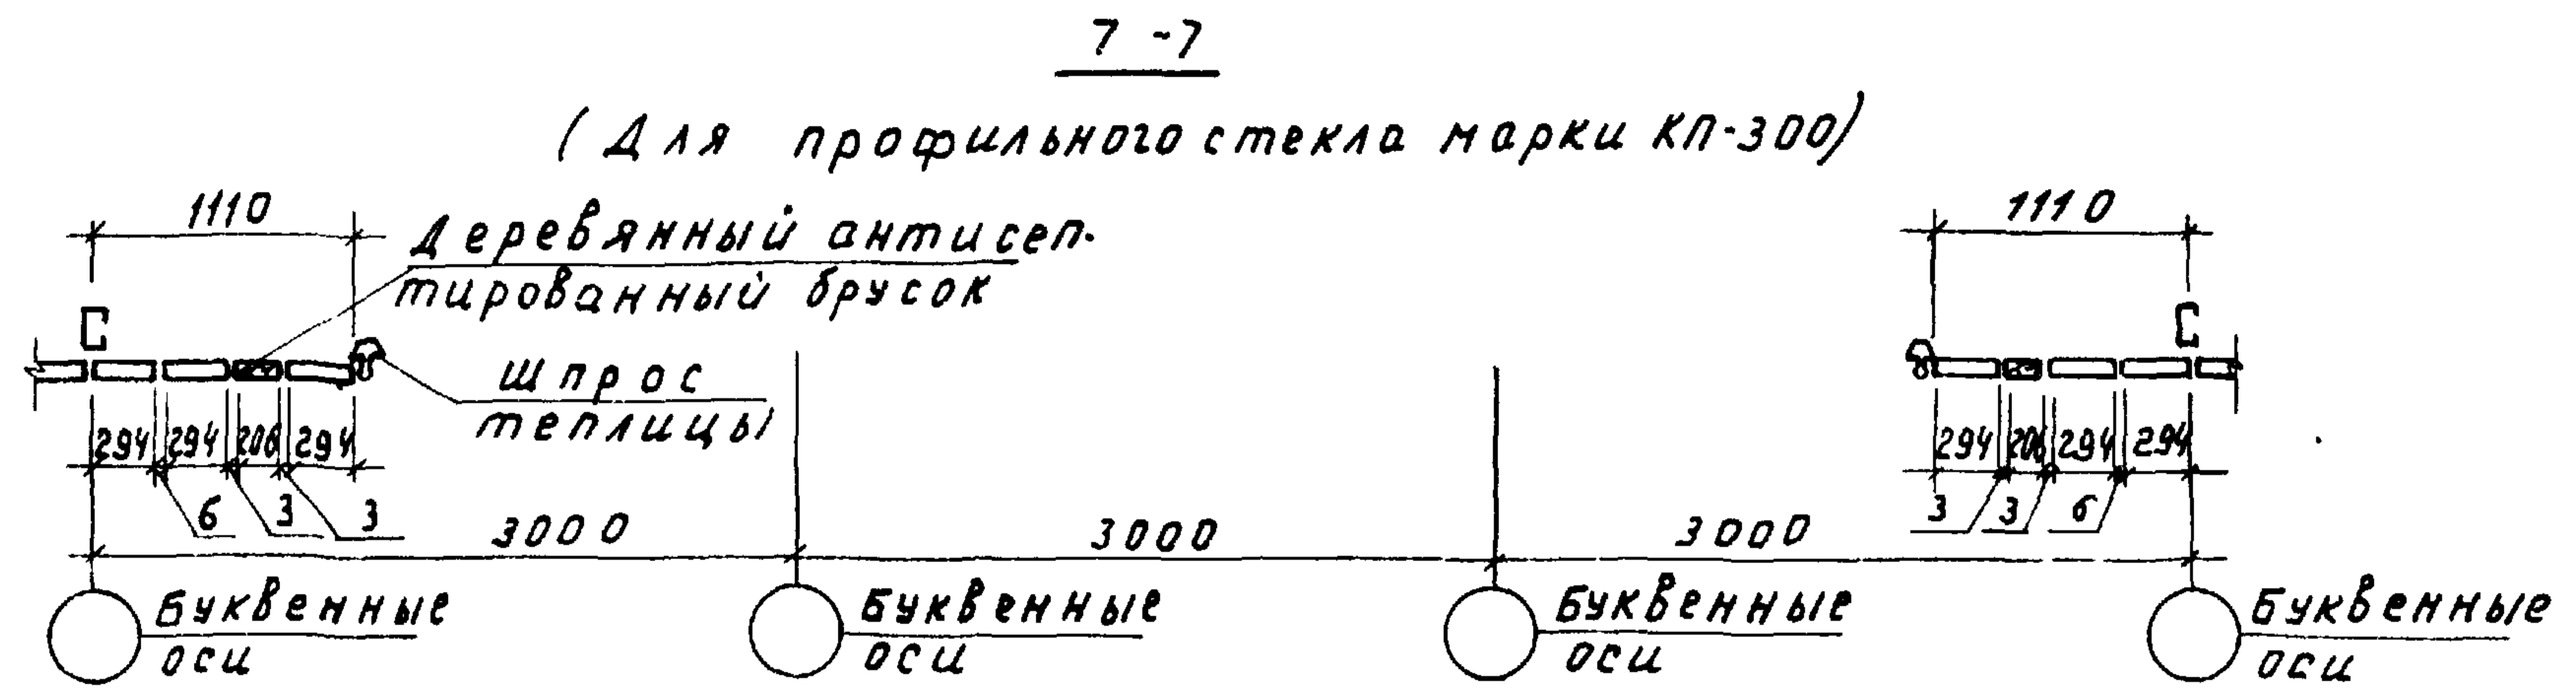 7-7
(Для профильного стекла марки КП-300)
1110
1110
Деревянный антисеп-
тированный брусок
Шпрос
теплицы
294 294 206 294
294 206 294 294
6 3 3
3 3 6
3000 3000 3000
Буквенные
оси
Буквенные
оси
Буквенные
оси
Буквенные
оси